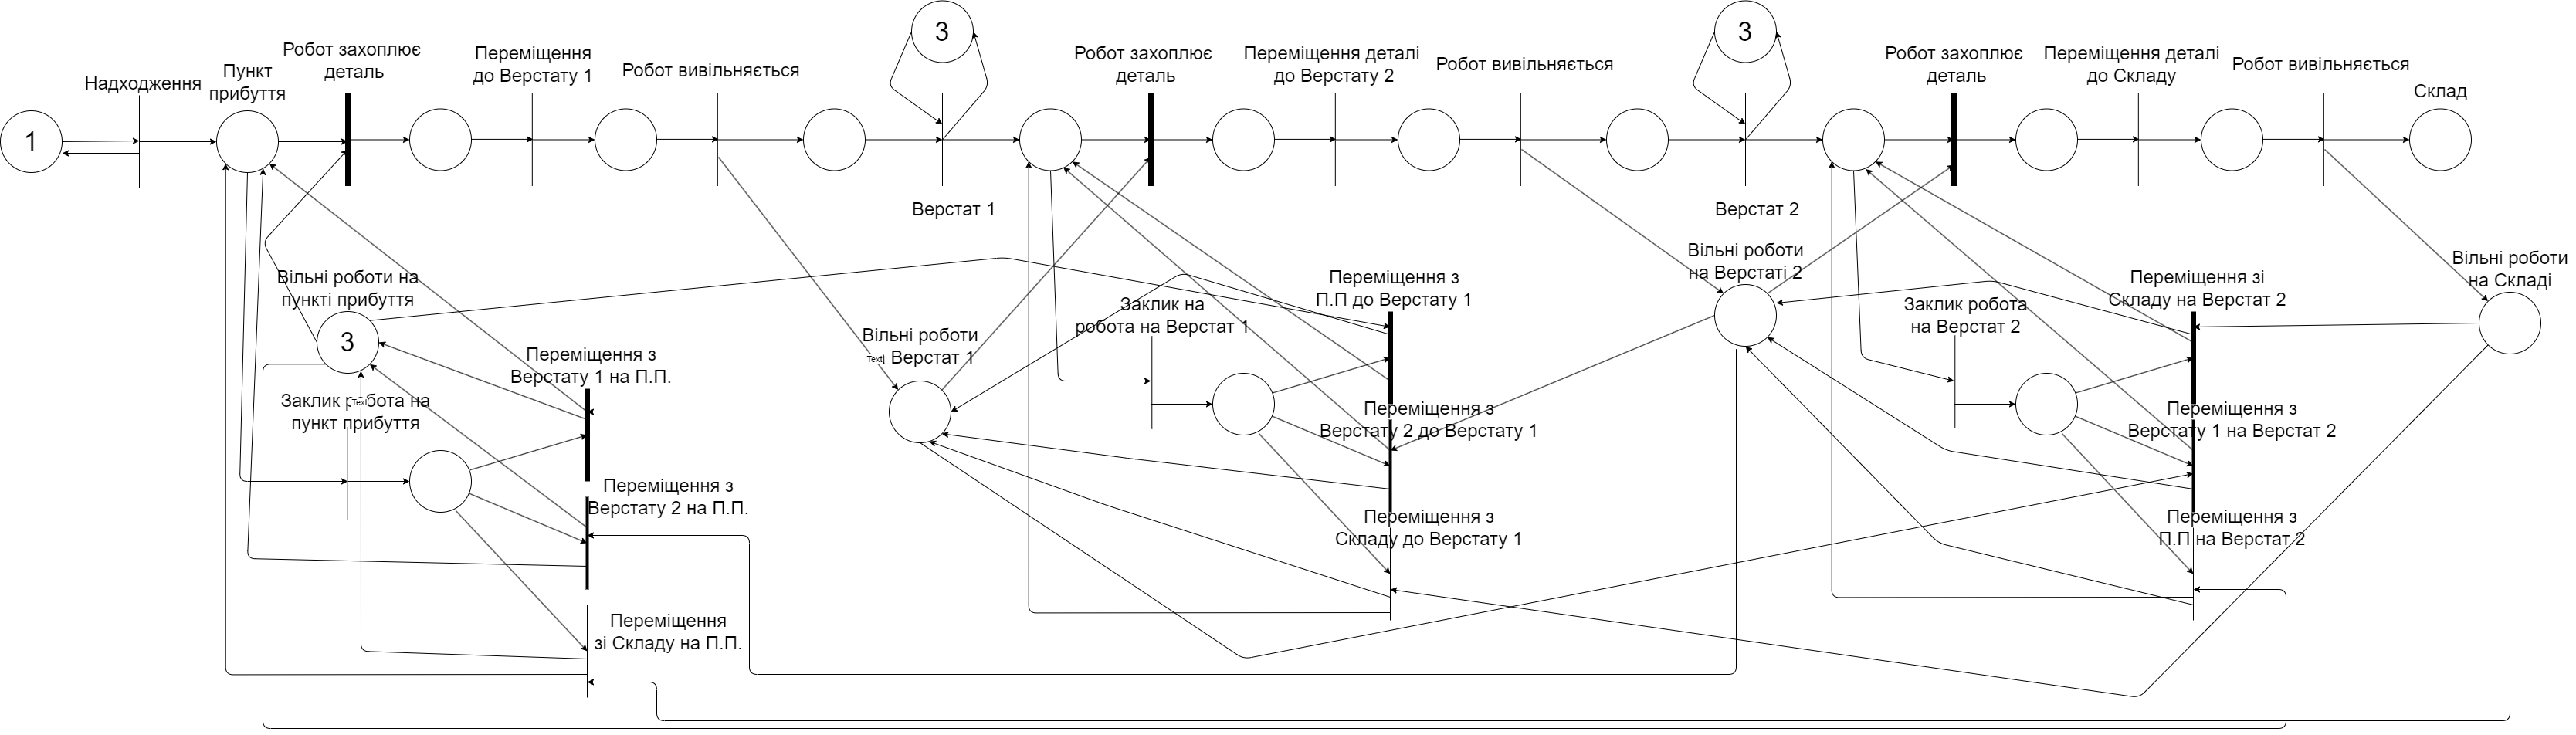 3
3
Робот захоплює
деталь
Переміщення
до Верстату 1
Робот вивільняється
Робот захоплює
деталь
Переміщення деталі
до Верстату 2
Робот вивільняється
Робот захоплює
деталь
Переміщення деталі
до Складу
Робот вивільняється
Надходження
Пункт
прибуття
Склад
1
Верстат 1
Верстат 2
Вільні роботи на
пункті прибуття
3
Вільні роботи
на Верстат 1
Text
Переміщення з
П.П до Верстату 1
Заклик на
робота на Верстат 1
Вільні роботи
на Верстаті 2
Переміщення зі
Складу на Верстат 2
Заклик робота
на Верстат 2
Вільні роботи
на Складі
Переміщення з
Верстату 1 на П.П.
Заклик робота на
пункт прибуття
Text
Переміщення з
Верстату 2 до Верстату 1
Переміщення з
Верстату 1 на Верстат 2
Переміщення з
Верстату 2 на П.П.
Переміщення з
Складу до Верстату 1
Переміщення з
П.П на Верстат 2
Переміщення
зі Складу на П.П.